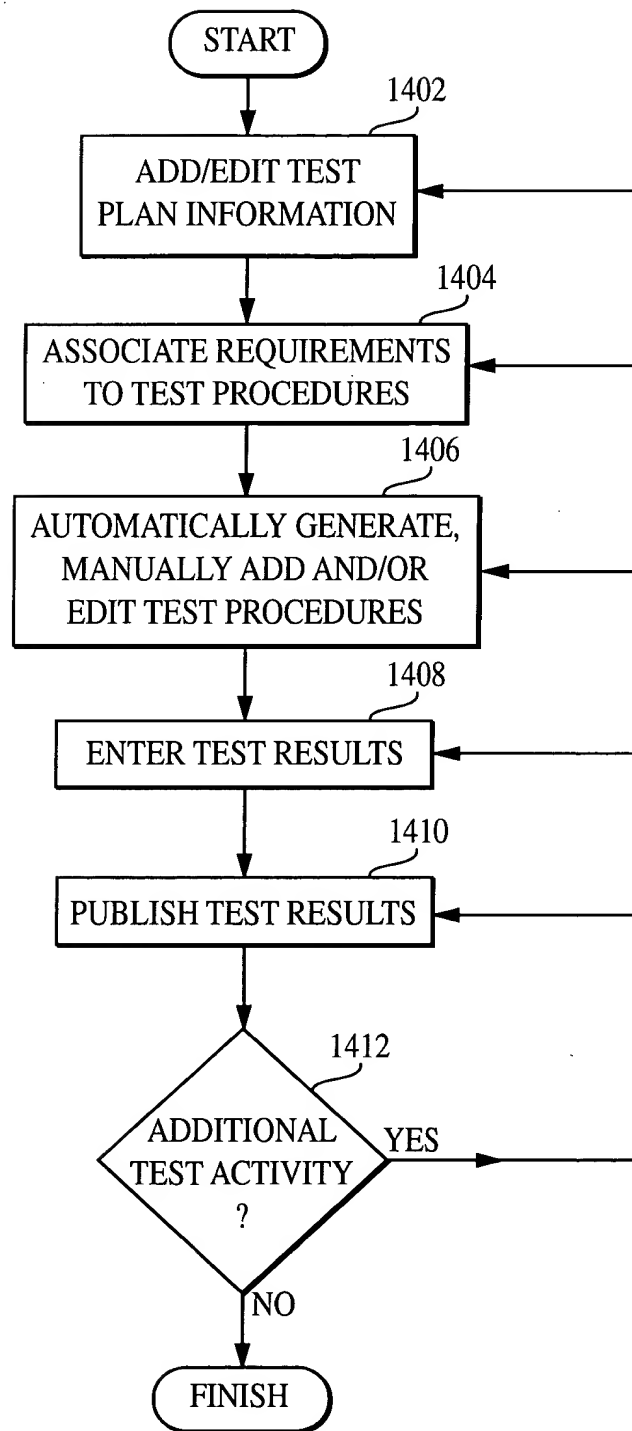 START
1402
ADD/EDIT TEST
PLAN INFORMATION
1404
ASSOCIATE REQUIREMENTS
TO TEST PROCEDURES
1406
AUTOMATICALLY GENERATE,
MANUALLY ADD AND/OR
EDIT TEST PROCEDURES
1408
ENTER TEST RESULTS
1410
PUBLISH TEST RESULTS
1412
ADDITIONAL
TEST ACTIVITY
?
YES
NO
FINISH